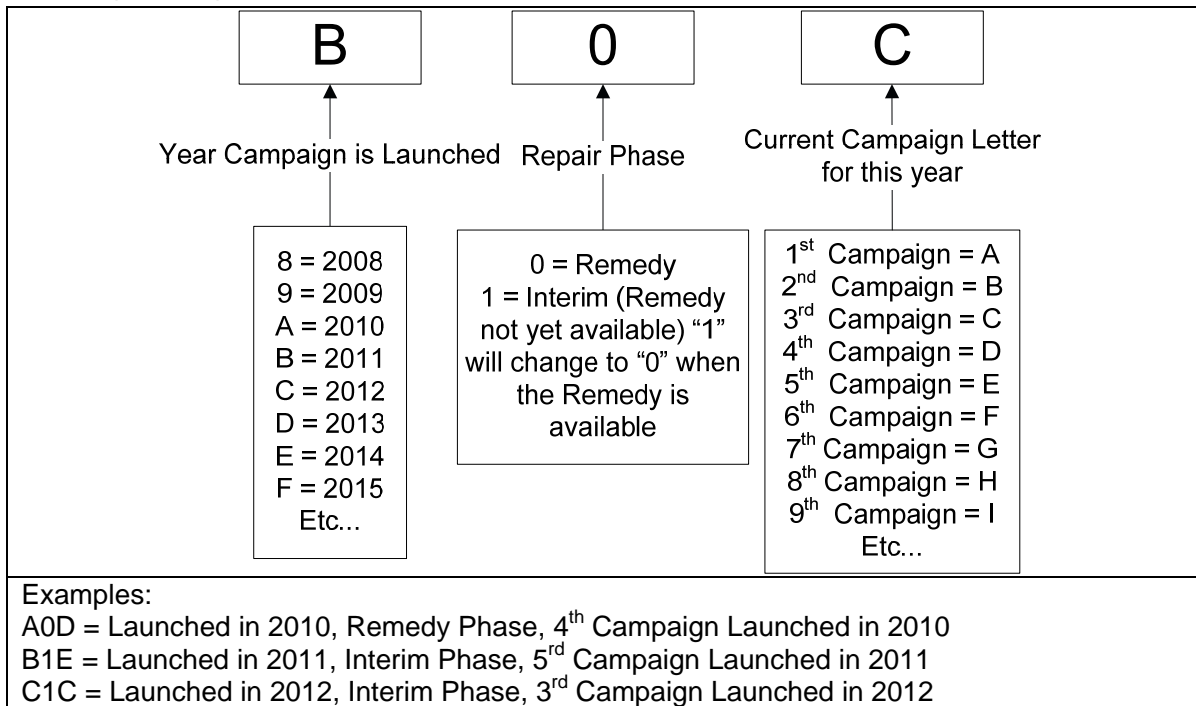 B 0 C
Year Campaign is Launched
Repair Phase
Current Campaign Letter
for this year
8 = 2008
9 = 2009
A = 2010
B = 2011
C = 2012
D = 2013
E = 2014
F = 2015
Etc...
0 = Remedy
1 = Interim (Remedy
not yet available) “1”
will change to “0” when
the Remedy is
available
1st Campaign = A
2nd Campaign = B
3rd Campaign = C
4th Campaign = D
5th Campaign = E
6th Campaign = F
7th Campaign = G
8th Campaign = H
9th Campaign = I
Etc...
Examples:
A0D = Launched in 2010, Remedy Phase, 4th Campaign Launched in 2010
B1E = Launched in 2011, Interim Phase, 5rd Campaign Launched in 2011
C1C = Launched in 2012, Interim Phase, 3rd Campaign Launched in 2012